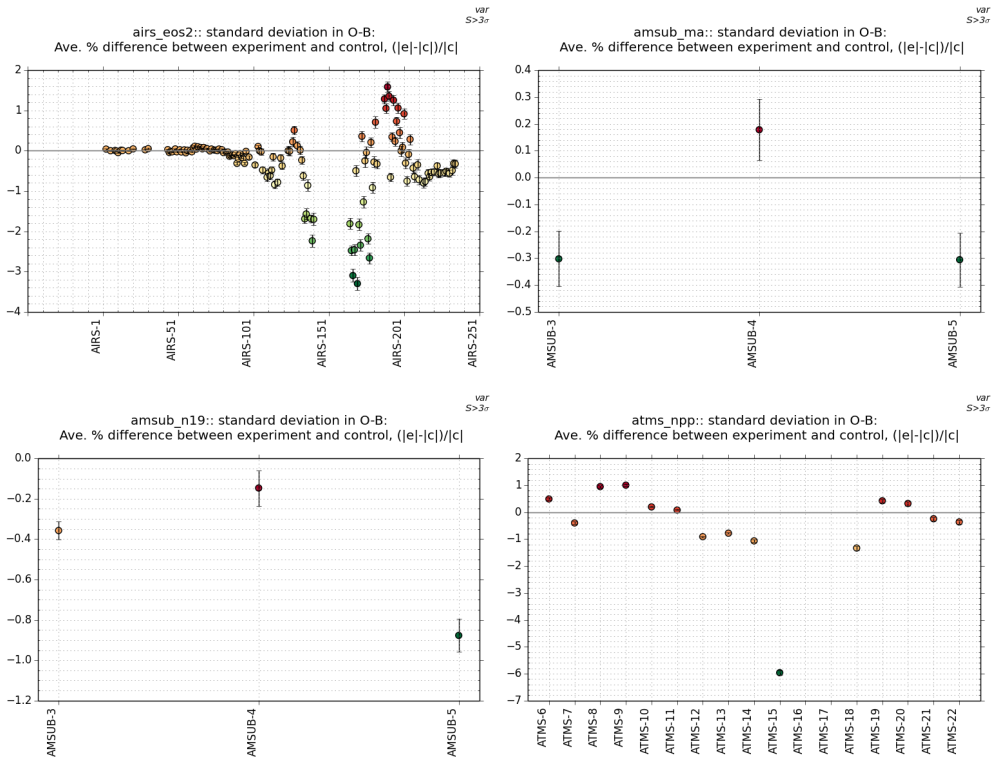 var
S>3σ
airs_eos2:: standard deviation in O-B:
Ave. % difference between experiment and control, (|e|-|c|)/|c|
2
1
0
−1
−2
−3
−4
AIRS-1
AIRS-51
AIRS-101
AIRS-151
AIRS-201
AIRS-251
var
S>3σ
amsub_ma:: standard deviation in O-B:
Ave. % difference between experiment and control, (|e|-|c|)/|c|
0.4
0.3
0.2
0.1
0.0
−0.1
−0.2
−0.3
−0.4
−0.5
AMSUB-3
AMSUB-4
AMSUB-5
var
S>3σ
amsub_n19:: standard deviation in O-B:
Ave. % difference between experiment and control, (|e|-|c|)/|c|
0.0
−0.2
−0.4
−0.6
−0.8
−1.0
−1.2
AMSUB-3
AMSUB-4
AMSUB-5
var
S>3σ
atms_npp:: standard deviation in O-B:
Ave. % difference between experiment and control, (|e|-|c|)/|c|
2
1
0
−1
−2
−3
−4
−5
−6
−7
ATMS-6
ATMS-7
ATMS-8
ATMS-9
ATMS-10
ATMS-11
ATMS-12
ATMS-13
ATMS-14
ATMS-15
ATMS-16
ATMS-17
ATMS-18
ATMS-19
ATMS-20
ATMS-21
ATMS-22